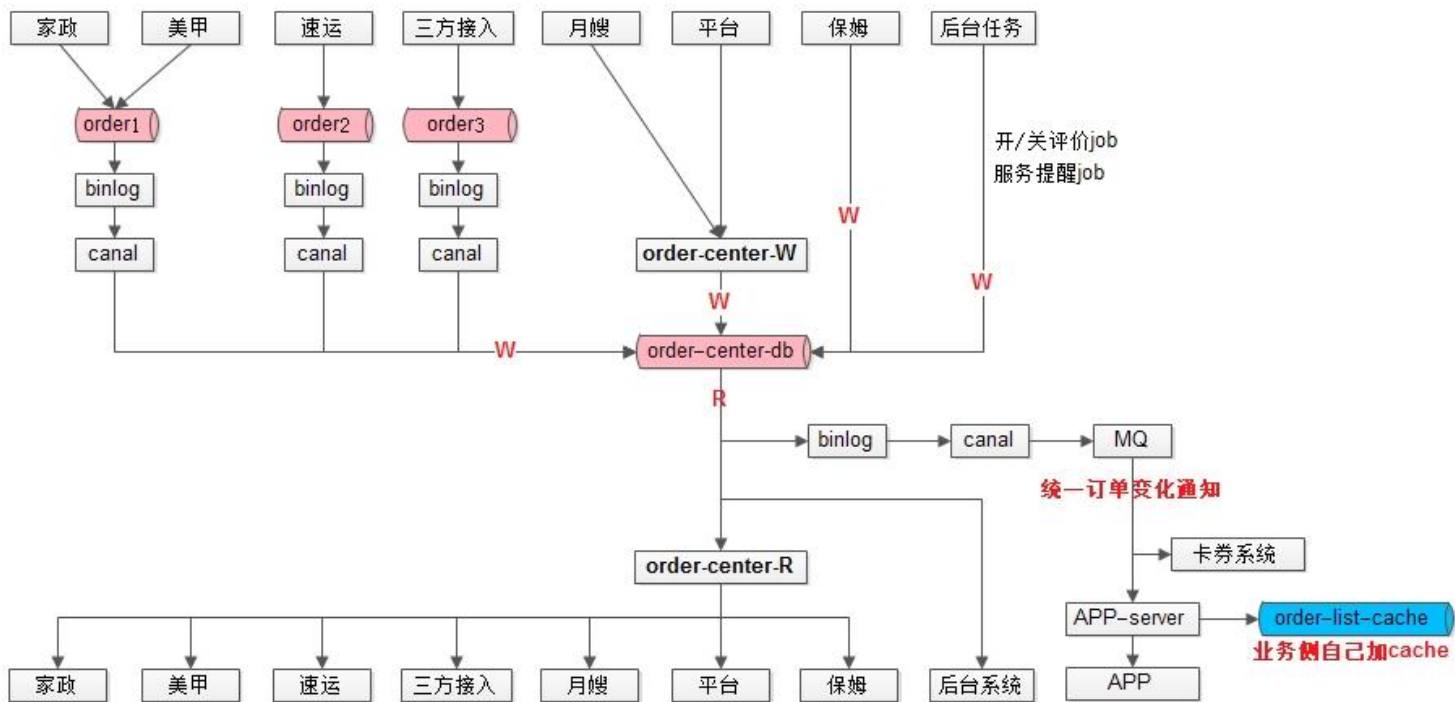 家政 美甲 速运 三方接入 月嫂 平台 保姆 后台任务
order1 order2 order3
开/关评价job
服务提醒job
binlog binlog binlog
W
canal canal canal order-center-W
W
W
W order-center-db
R
binlog canal MQ
统一订单变化通知
卡券系统
order-center-R
APP-server order-list-cache
业务侧自己加cache
家政 美甲 速运 三方接入 月嫂 平台 保姆 后台系统 APP